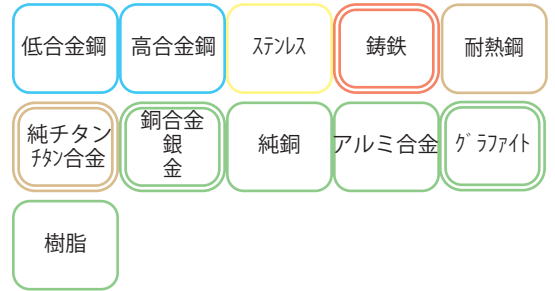 低合金鋼
高合金鋼
ｽﾃﾝﾚｽ
鋳鉄
耐熱鋼
純チタン
ﾁﾀﾝ合金
銅合金
銀
金
純銅
アルミ合金
ｸﾞﾗﾌｧｲﾄ
樹脂